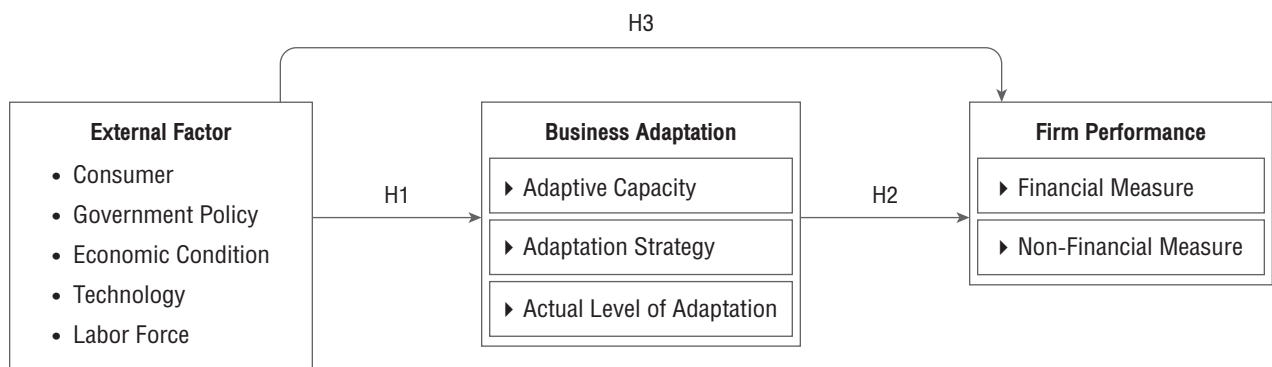 H3
External Factor
• Consumer
• Government Policy
• Economic Condition
• Technology
• Labor Force
H1
Business Adaptation
Adaptive Capacity
Adaptation Strategy
Actual Level of Adaptation
H2
Firm Performance
Financial Measure
Non-Financial Measure